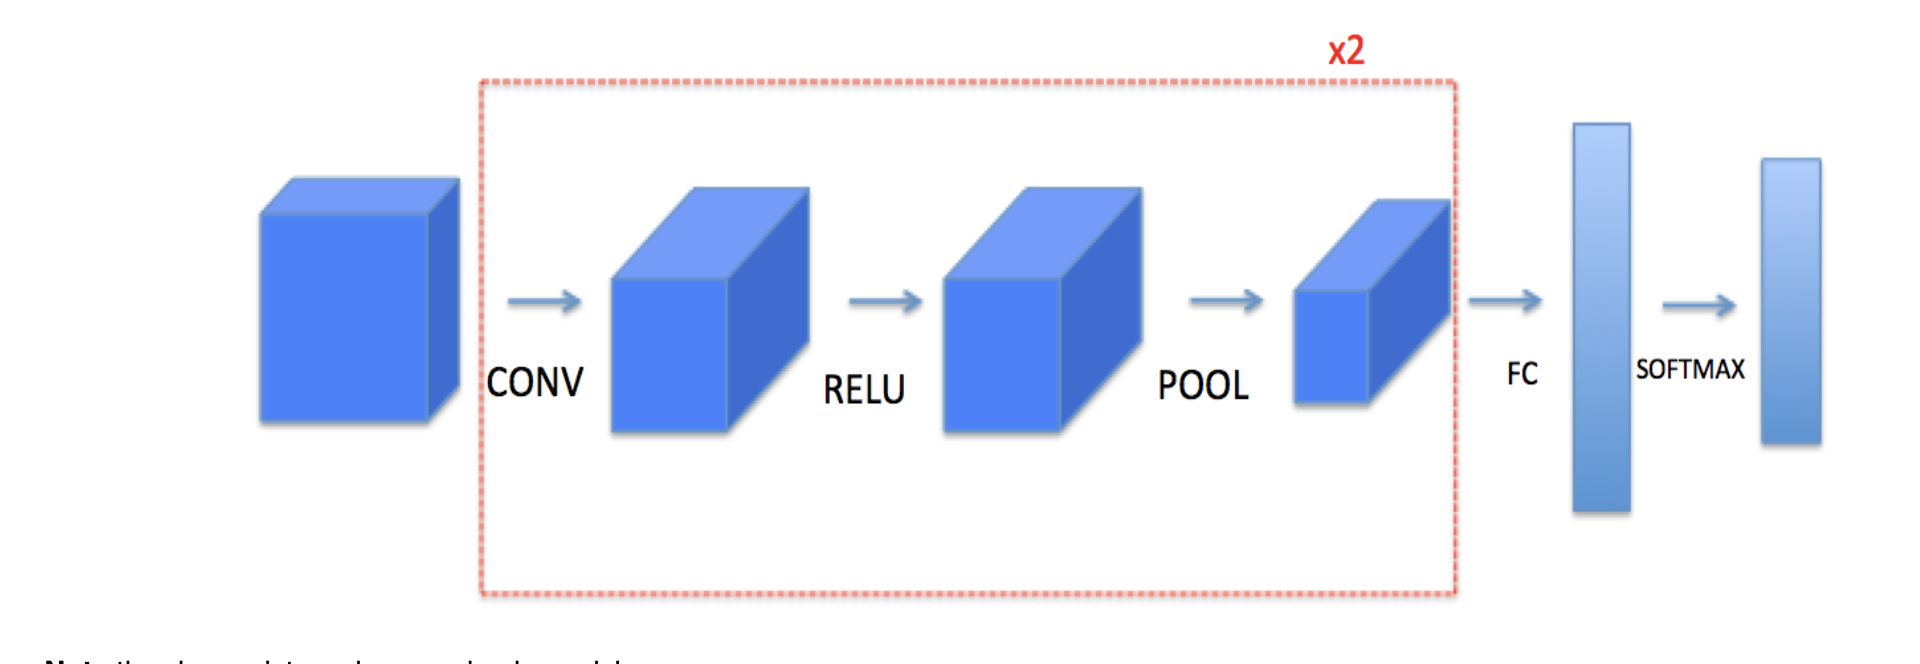 x2
CONV
RELU
POOL
FC
SOFTMAX